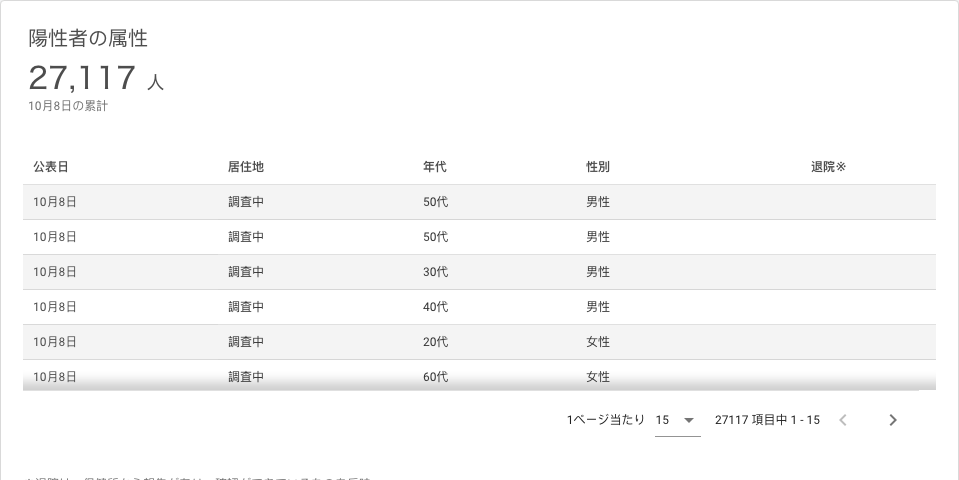 陽性者の属性
27,117 人
10月8日の累計
公表日 居住地 年代 性別 退院※
10月8日 調査中 50代 男性
10月8日 調査中 50代 男性
10月8日 調査中 30代 男性
10月8日 調査中 40代 男性
10月8日 調査中 20代 女性
10月8日 調査中 60代 女性
1ページ当たり 15 27117 項目中 1 - 15